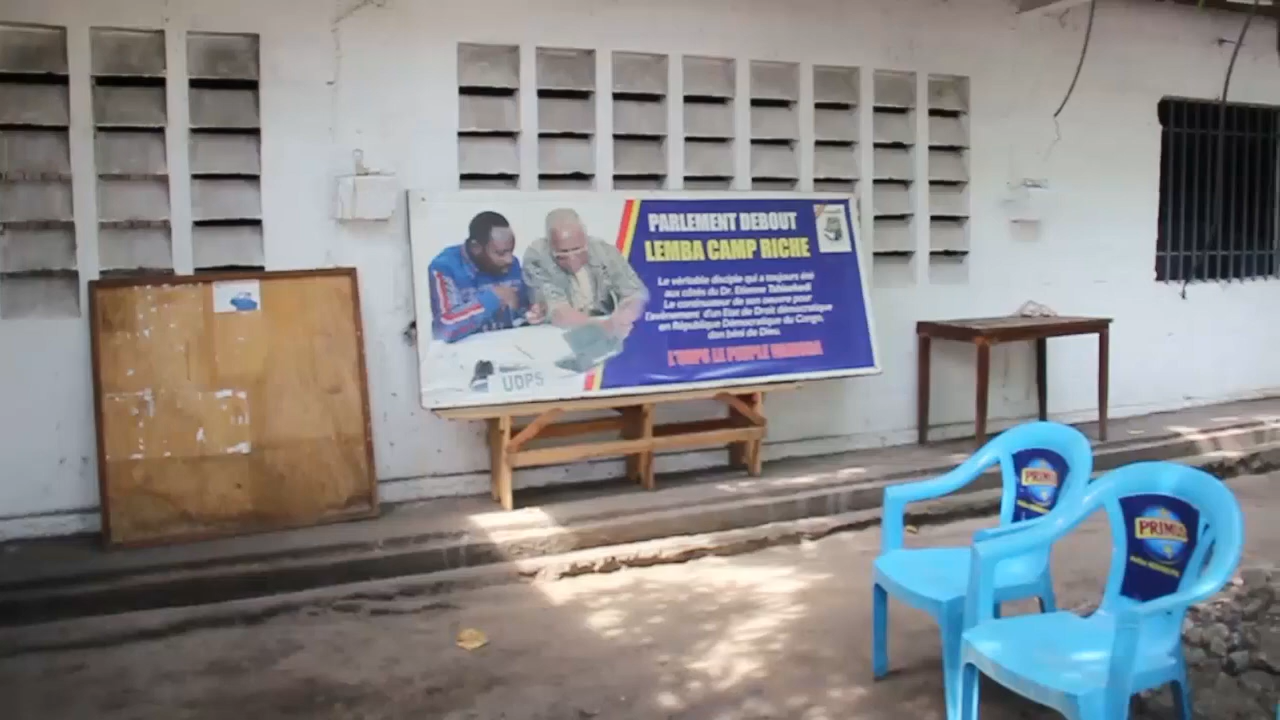 PARLEMENT DEBOUT
LEMBA CAMP RICHE
Le véritable disciple qui a toujours été
aux côtés du Dr. Etienne Tshisekedi
Le continuateur de son oeuvre pour
l'avènement d'un Etat de Droit démocratique
en République Démocratique du Congo,
don béni de Dieu.
L'UDPS LE PEUPLE
UDPS
PRIMUS
PRIMUS